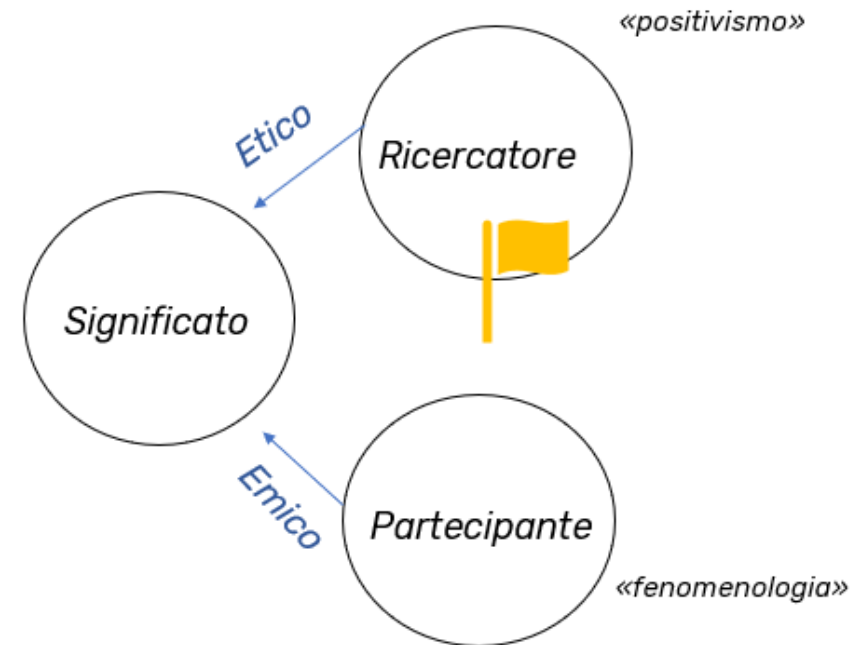 «positivismo»
Etico
Ricercatore
Significato
Emico
Partecipante
«fenomenologia»